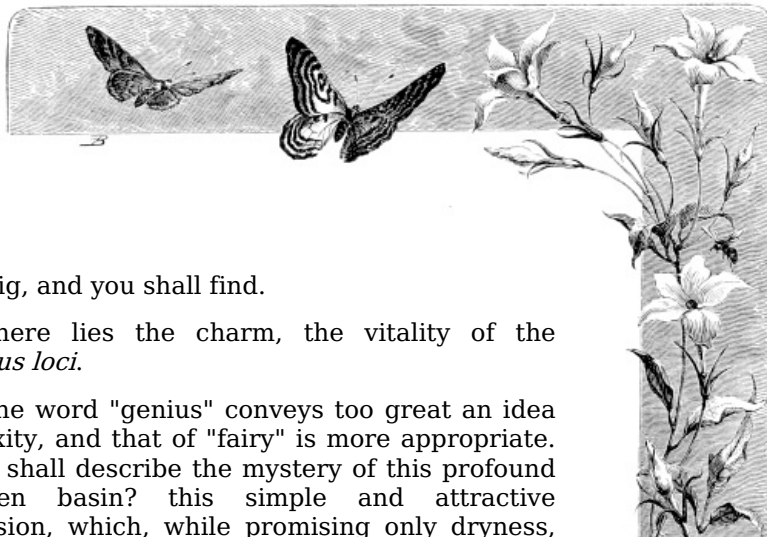 ig, and you shall find.
here lies the charm, the vitality of the
us loci.
he word "genius" conveys too great an idea
xity, and that of "fairy" is more appropriate.
shall describe the mystery of this profound
en basin? this simple and attractive
sion, which, while promising only dryness,